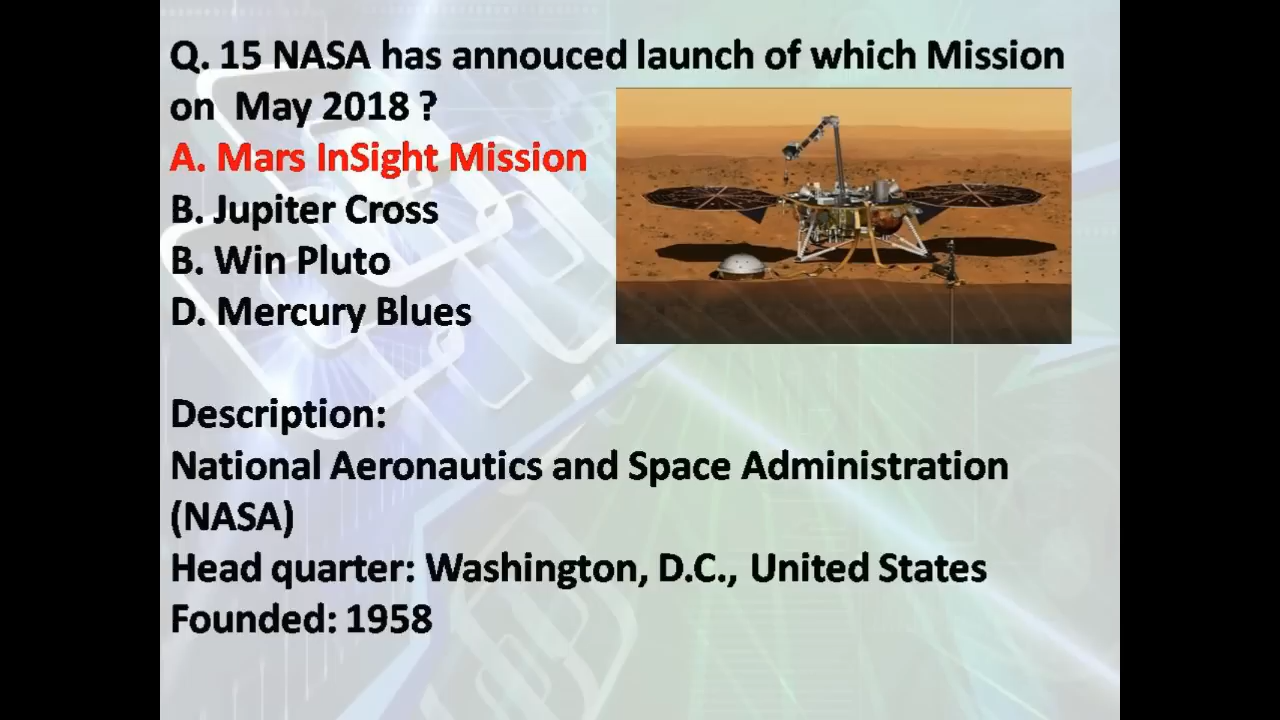 Q. 15 NASA has annouced launch of which Mission
on May 2018 ?
A. Mars InSight Mission
B. Jupiter Cross
B. Win Pluto
D. Mercury Blues
Description:
National Aeronautics and Space Administration
(NASA)
Head quarter: Washington, D.C., United States
Founded: 1958